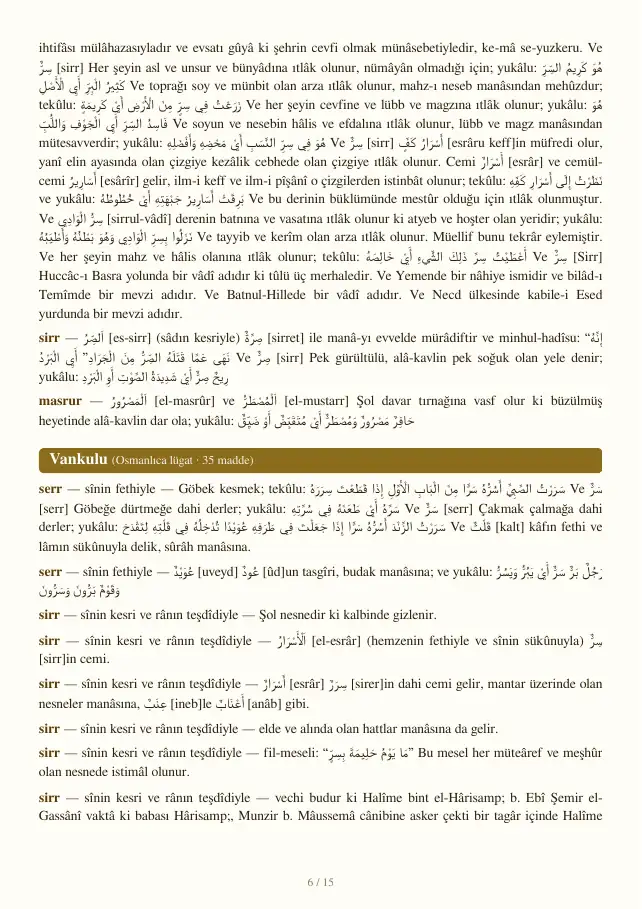 ihtifâsı mülâhazasıyladır ve evsatı gûyâ ki şehrin cevfi olmak münâsebetiyledir, ke-mâ se-yuzkeru. Ve
سِرٌّ [sirr] Her şeyin asl ve unsur ve bünyâdına ıtlâk olunur, nümâyân olmadığı için; yukâlu: هُوَ كَرِيمُ السِّرِّ
أَيِ الْأَصْلِ كَثِيرُ الْبِرِّ Ve toprağı soy ve münbit olan arza ıtlâk olunur, mahz-ı neseb manâsından mehûzdur;
tekûlu: زَرَعْتُ فِي سِرٍّ مِنَ الْأَرْضِ أَيْ كَرِيمَةٍ Ve her şeyin cevfine ve lübb ve magzına ıtlâk olunur; yukâlu: هُوَ
فَاسِدُ السِّرِّ أَيِ الْجَوْفِ وَاللُّبِّ Ve soyun ve nesebin hâlis ve efdalına ıtlâk olunur, lübb ve magz manâsından
mütesavverdir; yukâlu: هُوَ فِي سِرِّ النَّسَبِ أَيْ مَحْضِهِ وَأَفْضَلِهِ Ve سِرٌّ [sirr] أَسْرَارُ كَفٍّ [esrâru keff]in müfredi olur,
yanî elin ayasında olan çizgiye kezâlik cebhede olan çizgiye ıtlâk olunur. Cemi أَسْرَارٌ [esrâr] ve cemül-
cemi أَسَارِيرُ [esârîr] gelir, ilm-i keff ve ilm-i pîşânî o çizgilerden istinbât olunur; tekûlu: نَظَرْتُ إِلَى أَسْرَارِ كَفِّهِ
ve yukâlu: بَرِقَتْ أَسَارِيرُ جَبْهَتِهِ أَيْ خُطُوطُهُ Ve bu derinin büklümünde mestûr olduğu için ıtlâk olunmuştur.
Ve سِرُّ الْوَادِي [sirrul-vâdî] derenin batnına ve vasatına ıtlâk olunur ki atyeb ve hoşter olan yeridir; yukâlu:
نَزَلُوا بِسِرِّ الْوَادِي وَهُوَ بَطْنُهُ وَأَطْيَبُهُ Ve tayyib ve kerîm olan arza ıtlâk olunur. Müellif bunu tekrâr eylemiştir.
Ve her şeyin mahz ve hâlis olanına ıtlâk olunur; tekûlu: أَعْطَيْتُ سِرَّ ذَلِكَ الشَّيْءِ أَيْ خَالِصَهُ Ve سِرٌّ [Sirr]
Huccâc-ı Basra yolunda bir vâdî adıdır ki tûlü üç merhaledir. Ve Yemende bir nâhiye ismidir ve bilâd-ı
Temîmde bir mevzi adıdır. Ve Batnul-Hillede bir vâdî adıdır. Ve Necd ülkesinde kabile-i Esed
yurdunda bir mevzi adıdır.
sirr — اَلصِّرُّ [es-sirr] (sâdın kesriyle) صِرَّةٌ [sirret] ile manâ-yı evvelde mürâdiftir ve minhul-hadîsu: “إِنَّهُ
نَهَى عَمَّا قَتَلَهُ الصِّرُّ مِنَ الْجَرَادِ” أَيِ الْبَرْدُ Ve صِرٌّ [sirr] Pek gürültülü, alâ-kavlin pek soğuk olan yele denir;
yukâlu: رِيحٌ صِرٌّ أَيْ شَدِيدَةُ الصَّوْتِ أَوِ الْبَرْدِ
masrur — اَلْمَصْرُورُ [el-masrûr] ve اَلْمُصْطَرُّ [el-mustarr] Şol davar tırnağına vasf olur ki büzülmüş
heyetinde alâ-kavlin dar ola; yukâlu: حَافِرٌ مَصْرُورٌ وَمُصْطَرٌّ أَيْ مُتَقَبِّضٌ أَوْ ضَيِّقٌ
Vankulu (Osmanlıca lügat · 35 madde)
serr — sînin fethiyle — Göbek kesmek; tekûlu: سَرَرْتُ الصَّبِيَّ أَسُرُّهُ سَرًّا مِنَ الْبَابِ الْأَوَّلِ إِذَا قَطَعْتَ سِرَرَهُ Ve سَرٌّ
[serr] Göbeğe dürtmeğe dahi derler; yukâlu: سَرَّهُ أَيْ طَعَنَهُ فِي سُرَّتِهِ Ve سَرٌّ [serr] Çakmak çalmağa dahi
derler; yukâlu: سَرَرْتُ الزَّنْدَ أَسُرُّهُ سَرًّا إِذَا جَعَلْتَ فِي طَرَفِهِ عُوَيْدًا تُدْخِلُهُ فِي قَلْتِهِ لِتَقْدَحَ Ve قَلْتٌ [kalt] kâfın fethi ve
lâmın sükûnuyla delik, sûrâh manâsına.
serr — sînin fethiyle — عُوَيْدٌ [uveyd] عُودٌ [ûd]un tasgîri, budak manâsına; ve yukâlu: رَجُلٌ بَرٌّ سَرٌّ أَيْ يَبَرُّ وَيَسُرُّ
وَقَوْمٌ بَرُّونَ وَسَرُّونَ
sirr — sînin kesri ve rânın teşdîdiyle — Şol nesnedir ki kalbinde gizlenir.
sirr — sînin kesri ve rânın teşdîdiyle — اَلْأَسْرَارُ [el-esrâr] (hemzenin fethiyle ve sînin sükûnuyla) سِرٌّ
[sirr]in cemi.
sirr — sînin kesri ve rânın teşdîdiyle — أَسْرَارٌ [esrâr] سِرَرٌ [sirer]in dahi cemi gelir, mantar üzerinde olan
nesneler manâsına, عِنَبٌ [ineb]le أَعْنَابٌ [anâb] gibi.
sirr — sînin kesri ve rânın teşdîdiyle — elde ve alında olan hattlar manâsına da gelir.
sirr — sînin kesri ve rânın teşdîdiyle — fil-meseli: “مَا يَوْمُ حَلِيمَةَ بِسِرٍّ” Bu mesel her müteâref ve meşhûr
olan nesnede istimâl olunur.
sirr — sînin kesri ve rânın teşdîdiyle — vechi budur ki Halîme bint el-Hârisamp; b. Ebî Şemir el-
Gassânî vaktâ ki babası Hârisamp;, Munzir b. Mâussemâ cânibine asker çekti bir tagâr içinde Halîme
6 / 15